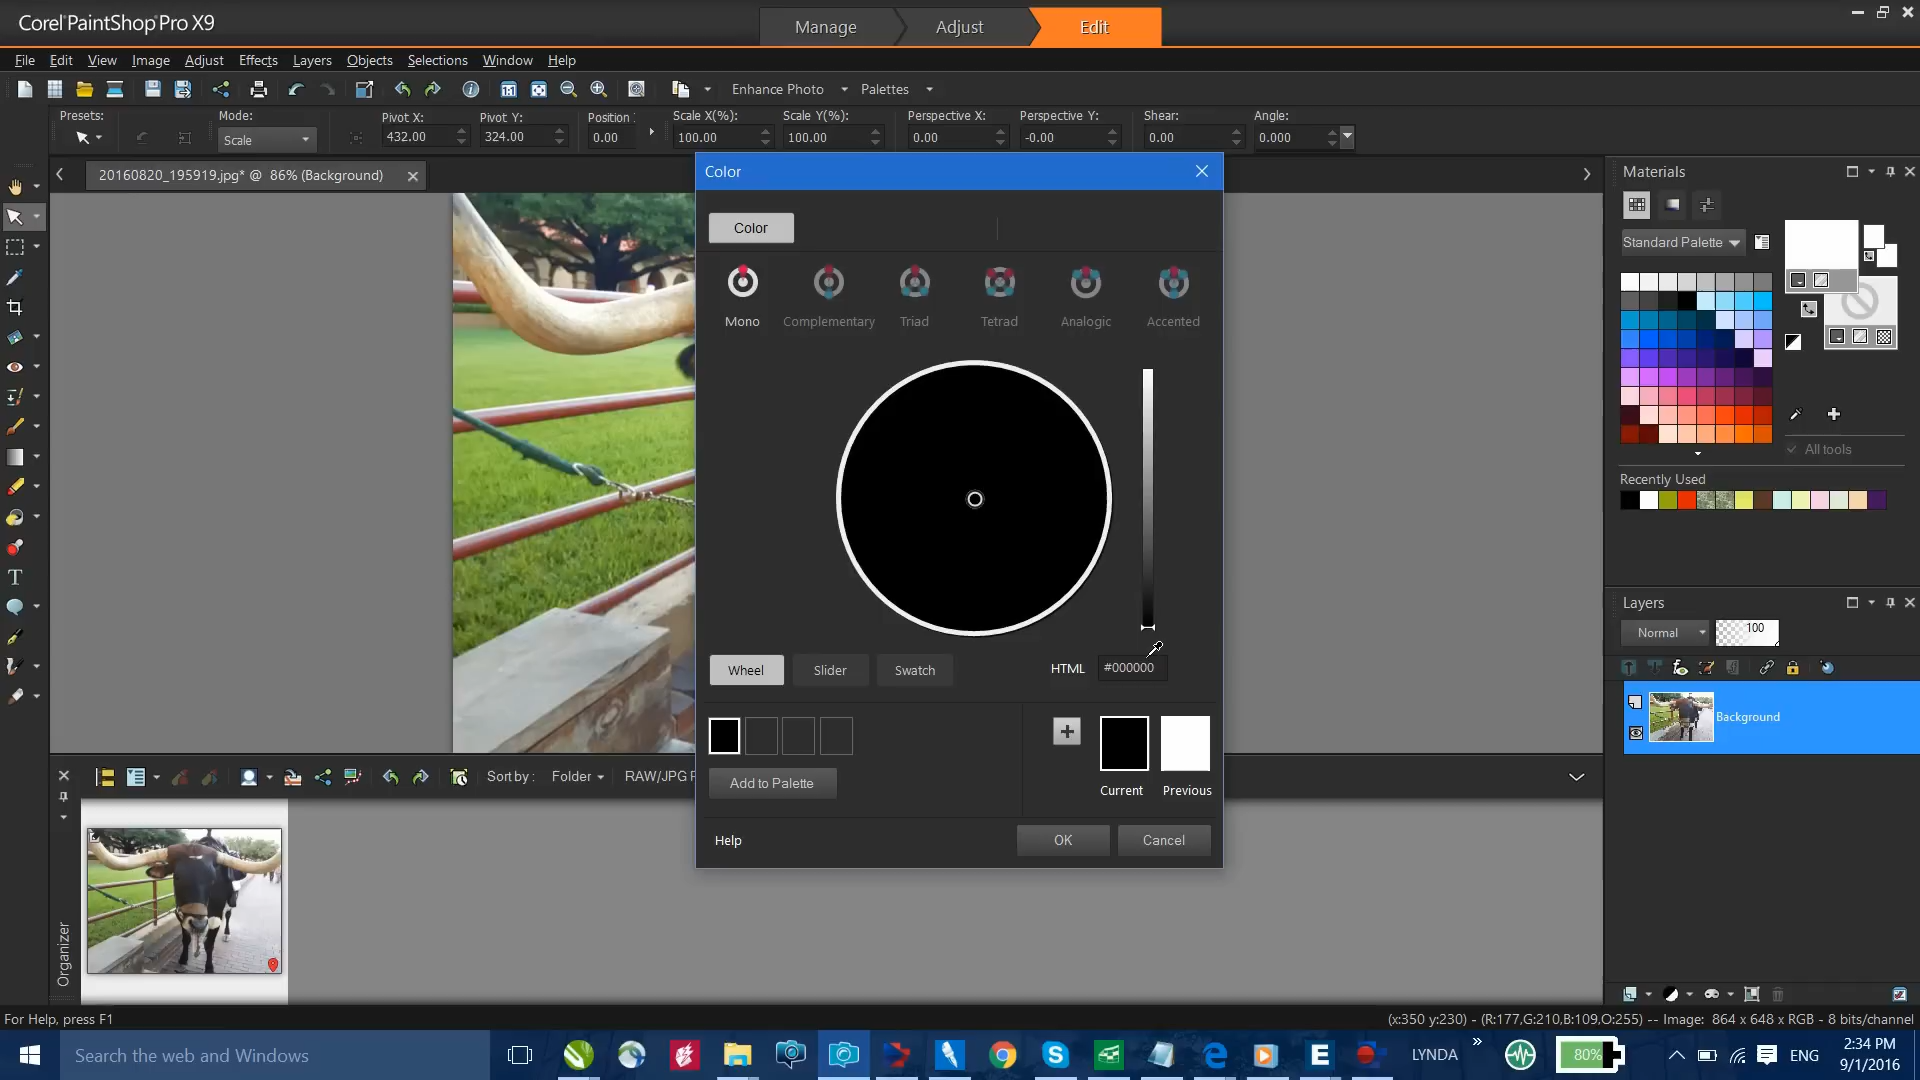 Corel PaintShop Pro X9
Manage
Adjust
Edit
File Edit View Image Adjust Effects Layers Objects Selections Window Help
Enhance Photo
Palettes
Presets:
Mode:
Pivot X:
Pivot Y:
Position
Scale X(%):
Scale Y(%):
Perspective X:
Perspective Y:
Shear:
Angle:
Scale
432.00
324.00
0.00
100.00
100.00
0.00
-0.00
0.00
0.000
20160820_195919.jpg* @ 86% (Background)
Color
Color
Mono
Complementary
Triad
Tetrad
Analogic
Accented
Wheel
Slider
Swatch
HTML
#000000
Add to Palette
Current
Previous
Help
OK
Cancel
Materials
Standard Palette
All tools
Recently Used
Layers
Normal
100
Background
Sort by :
Folder
RAW/JPG
Organizer
For Help, press F1
(x:350 y:230) - (R:177,G:210,B:109,O:255) -- Image: 864 x 648 x RGB - 8 bits/channel
Search the web and Windows
LYNDA
80%
ENG
2:34 PM
9/1/2016